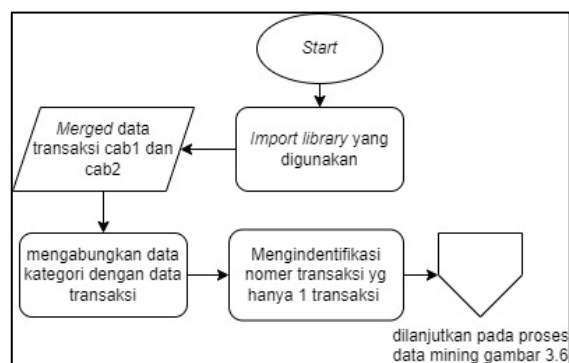 Start
Import library yang
digunakan
Merged data
transaksi cab1 dan
cab2
mengabungkan data
kategori dengan data
transaksi
Mengindentifikasi
nomer transaksi yg
hanya 1 transaksi
dilanjutkan pada proses
data mining gambar 3.6